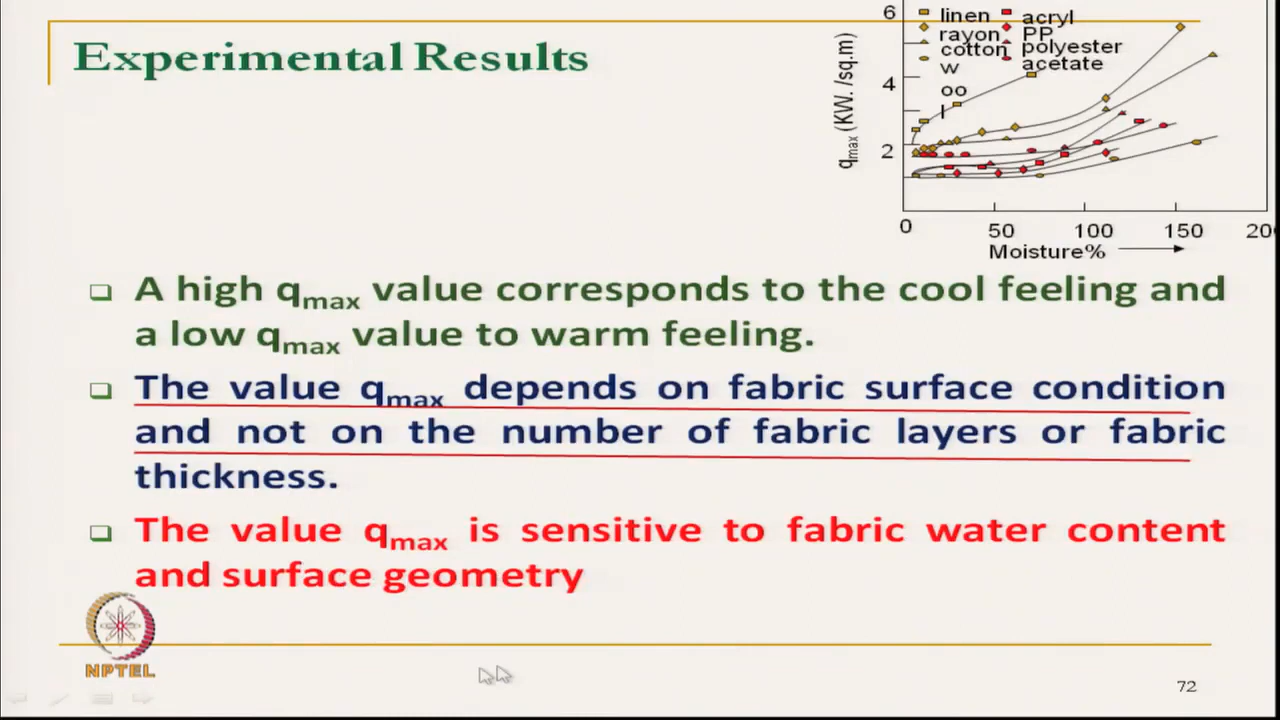 Experimental Results
6
4
2
q max (KW. /sq.m)
linen
rayon
cotton
w
oo
l
acryl
PP
polyester
acetate
0 50 100 150 20
Moisture%
A high qmax value corresponds to the cool feeling and
a low qmax value to warm feeling.
The value qmax depends on fabric surface condition
and not on the number of fabric layers or fabric
thickness.
The value qmax is sensitive to fabric water content
and surface geometry
NPTEL
72